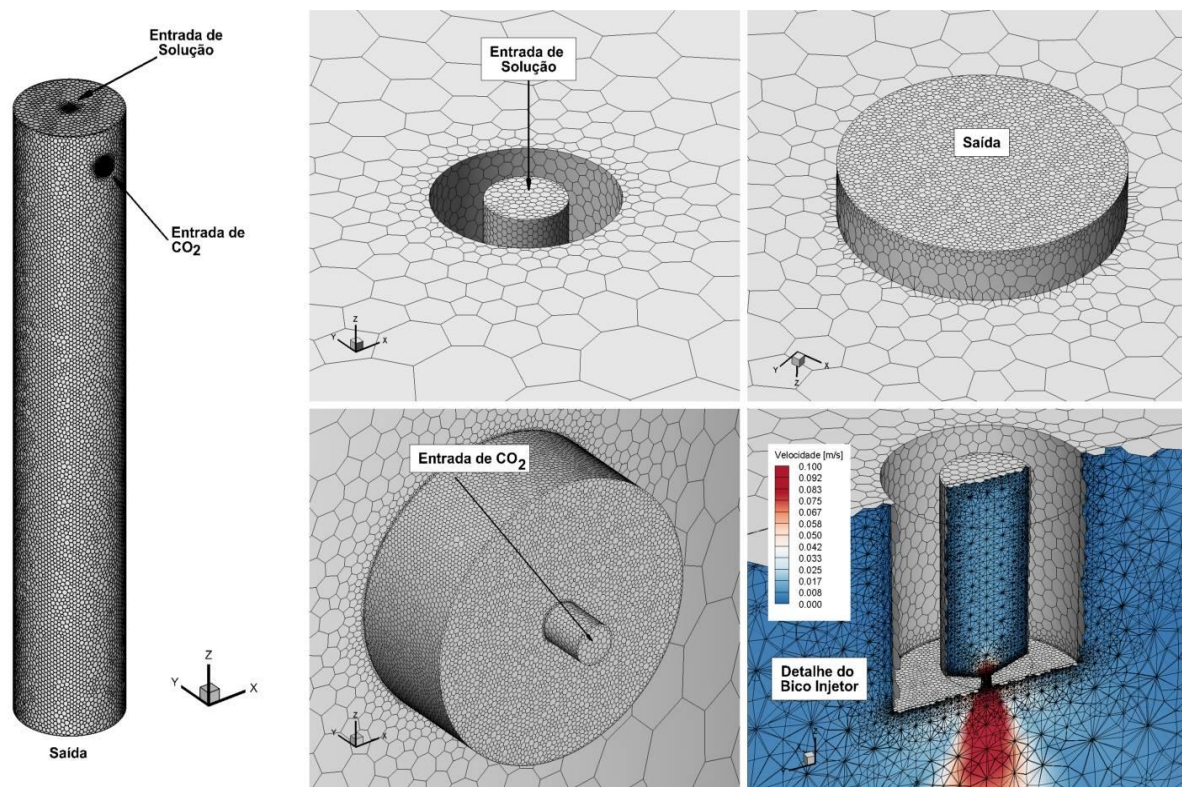 Entrada de
Solução
Entrada de
CO2
Saída
Z
Y
X
Entrada de
Solução
Z
Y
X
Saída
Y
X
Z
Entrada de CO2
Z
Y
X
Velocidade [m/s]
0.100
0.092
0.083
0.075
0.067
0.058
0.050
0.042
0.033
0.025
0.017
0.008
0.000
Detalhe do
Bico Injetor